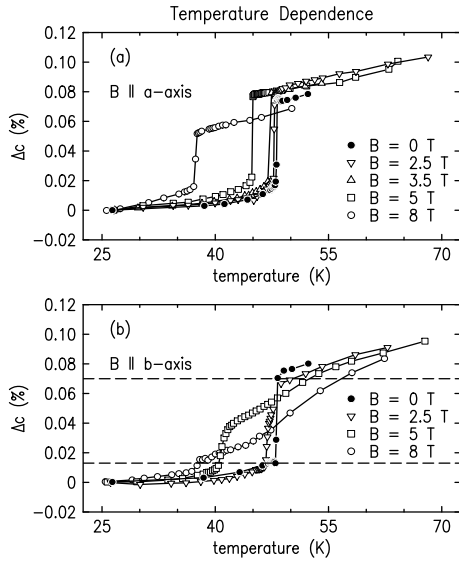 Temperature Dependence
0.12
0.10
0.08
0.06
0.04
0.02
0
−0.02
Δc (%)
(a)
B || a-axis
B = 0 T
B = 2.5 T
B = 3.5 T
B = 5 T
B = 8 T
25 40 55 70
temperature (K)
0.12
0.10
0.08
0.06
0.04
0.02
0.00
−0.02
Δc (%)
(b)
B || b-axis
B = 0 T
B = 2.5 T
B = 5 T
B = 8 T
25 40 55 70
temperature (K)